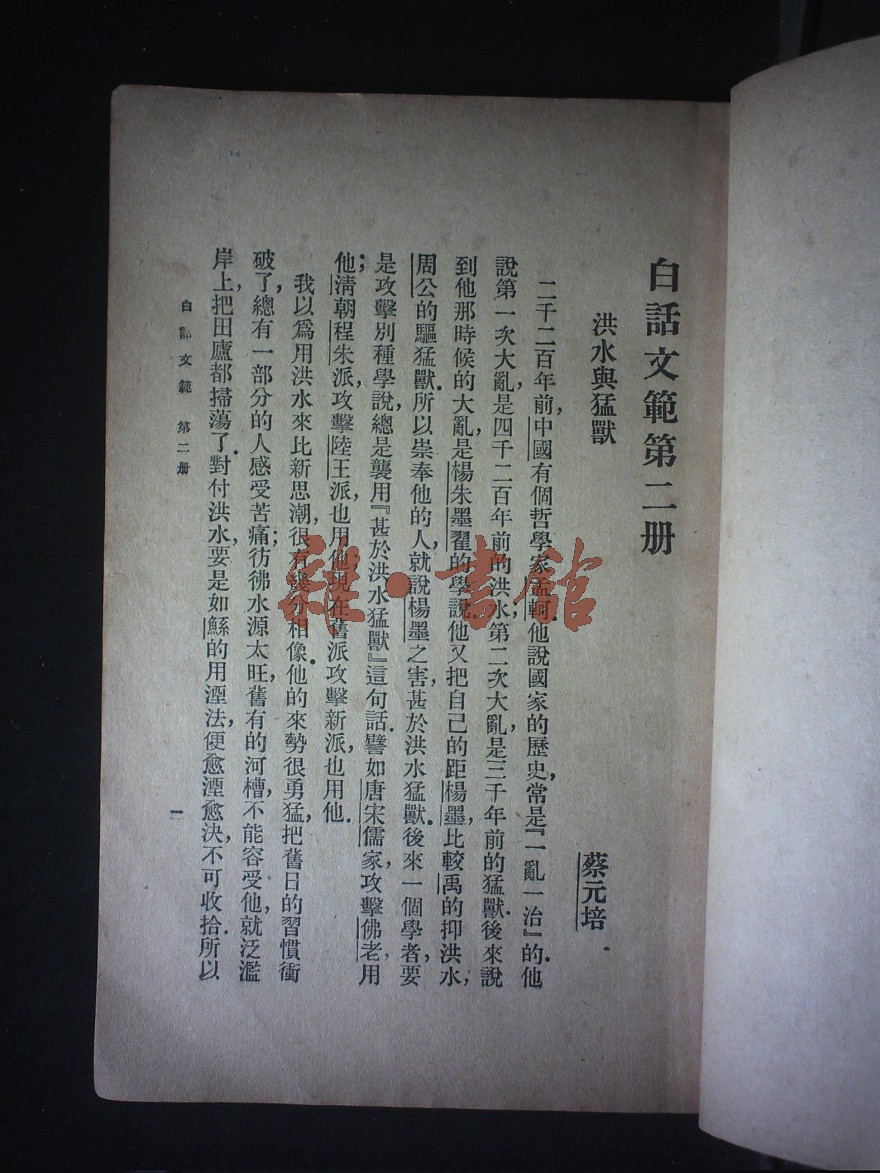 白話文範第二册
洪水與猛獸
蔡元培
二千二百年前,中國有個哲學家孟軻,他說國家的歷史,常是『一亂一治』的.他
說第一次大亂,是四千二百年前的洪水;第二次大亂,是三千年前的猛獸.後來說
到他那時候的大亂,是楊朱墨翟的學說.他又把自己的距楊墨,比較禹的抑洪水,
周公的驅猛獸.所以崇奉他的人,就說楊墨之害,甚於洪水猛獸.後來一個學者,要
是攻擊別種學說,總是襲用『甚於洪水猛獸』這句話.譬如唐宋儒家,攻擊佛老,用
他;淸朝程朱派,攻擊陸王派,也用他;現在舊派攻擊新派,也用他.
我以爲用洪水來比新思潮,很有幾分相像.他的來勢很勇猛,把舊日的習慣衝
破了,總有一部分的人感受苦痛;彷彿水源太旺,舊有的河槽,不能容受他,就泛濫
岸上,把田廬都掃蕩了.對付洪水,要是如鯀的用湮法,便愈湮愈決,不可收拾.所以
白話文範 第二册
一
雜·書館